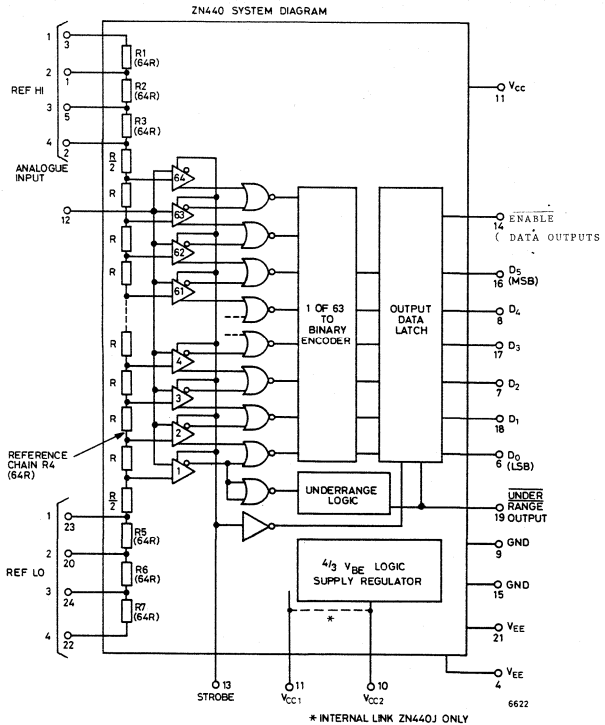 ZN440 SYSTEM DIAGRAM
1
3
R1
(64R)
2
1
REF HI
R2
(64R)
3
5
R3
(64R)
4
2
R/2
ANALOGUE
INPUT
12
R
R
R
R
R
R
R
R/2
64
63
62
61
4
3
2
1
1 OF 63
TO
BINARY
ENCODER
OUTPUT
DATA
LATCH
UNDERRANGE
LOGIC
4/3 VBE LOGIC
SUPPLY REGULATOR
*
REFERENCE
CHAIN R4
(64R)
1
23
R5
(64R)
2
20
REF LO
R6
(64R)
3
24
R7
(64R)
4
22
VCC
11
ENABLE
14
( DATA OUTPUTS
D5
16 (MSB)
D4
8
D3
17
D2
7
D1
18
D0
6 (LSB)
UNDER
RANGE
19 OUTPUT
GND
9
GND
15
VEE
21
VEE
4
13
STROBE
11
VCC1
10
VCC2
6622
* INTERNAL LINK ZN440J ONLY